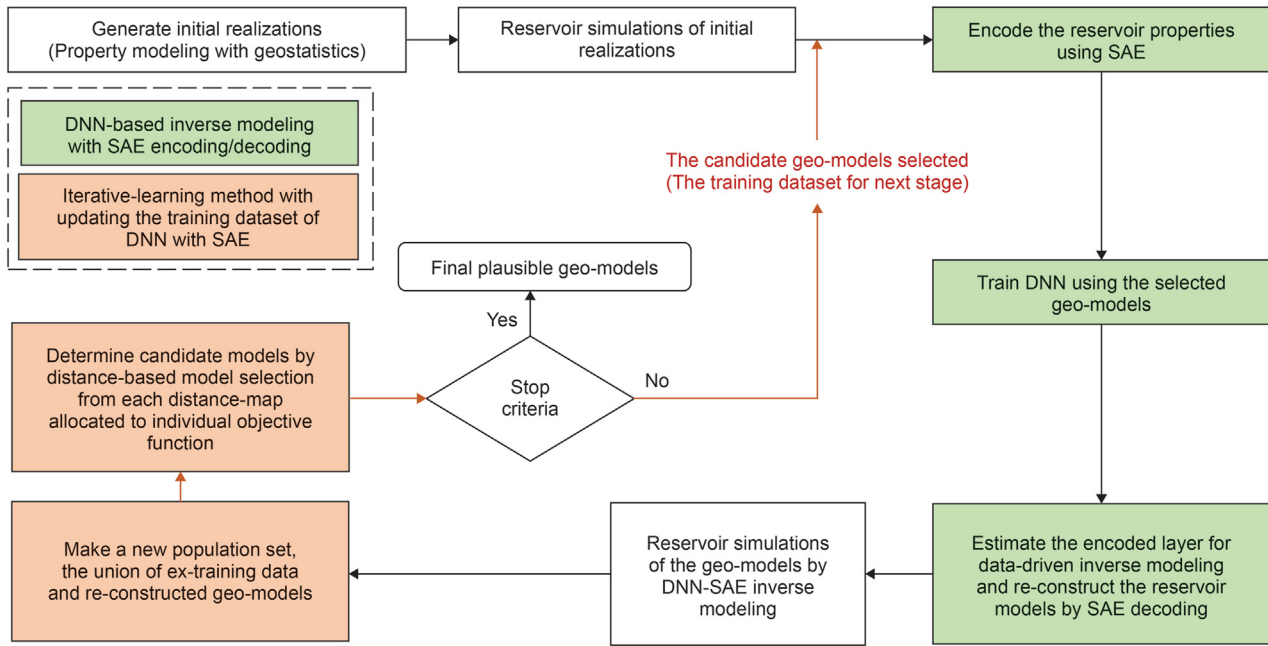 Generate initial realizations
(Property modeling with geostatistics)
Reservoir simulations of initial
realizations
Encode the reservoir properties
using SAE
DNN-based inverse modeling
with SAE encoding/decoding
Iterative-learning method with
updating the training dataset of
DNN with SAE
The candidate geo-models selected
(The training dataset for next stage)
Final plausible geo-models
Train DNN using the selected
geo-models
Yes
Determine candidate models by
distance-based model selection
from each distance-map
allocated to individual objective
function
Stop
criteria
No
Make a new population set,
the union of ex-training data
and re-constructed geo-models
Reservoir simulations
of the geo-models by
DNN-SAE inverse
modeling
Estimate the encoded layer for
data-driven inverse modeling
and re-construct the reservoir
models by SAE decoding